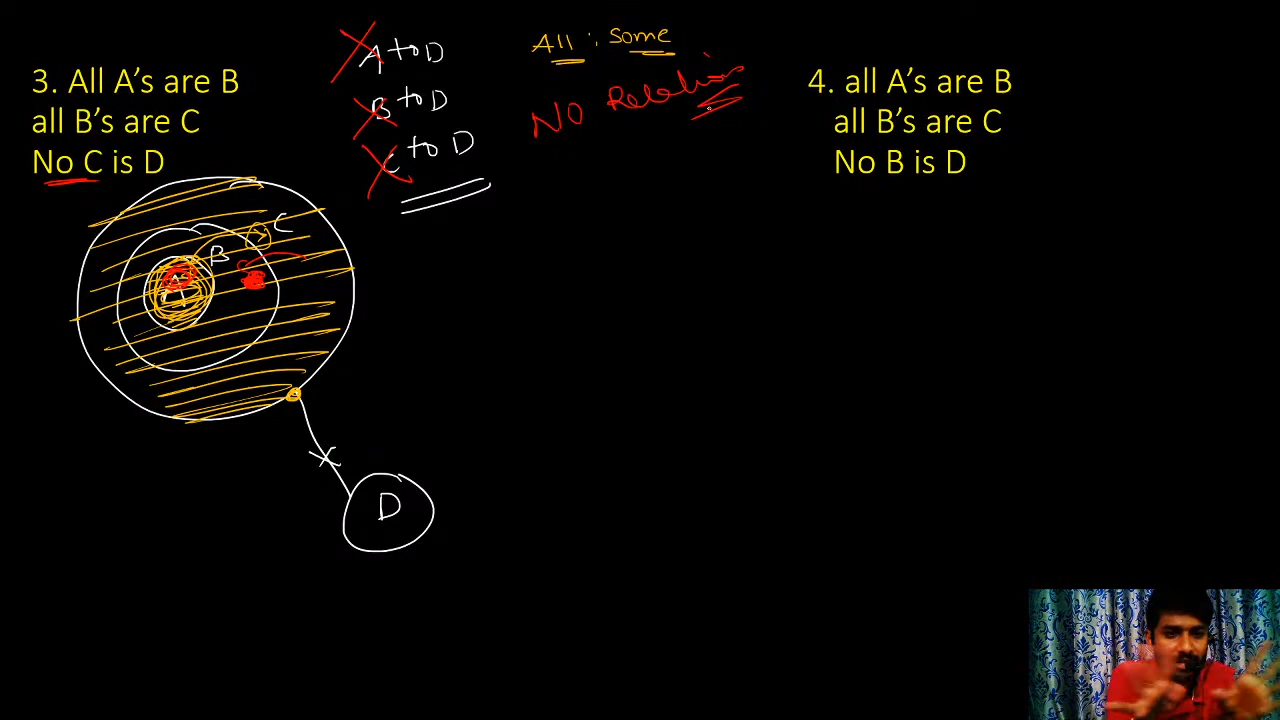 3. All A's are B
all B's are C
No C is D
A to D
B to D
C to D
All : Some
NO Relation
4. all A's are B
all B's are C
No B is D
C
B
A
D